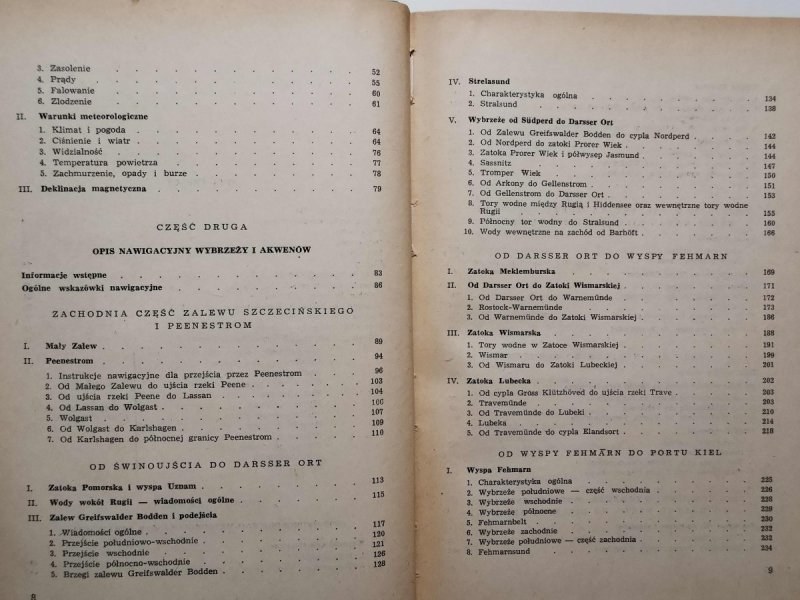 3. Zasolenie . . . . . . . . . . 52
4. Prądy . . . . . . . . . . 55
5. Falowanie . . . . . . . . . . 60
6. Zlodzenie . . . . . . . . . . 61
II. Warunki meteorologiczne
1. Klimat i pogoda . . . . . . . . . . 64
2. Ciśnienie i wiatr . . . . . . . . . . 64
3. Widzialność . . . . . . . . . . 76
4. Temperatura powietrza . . . . . . . . . . 77
5. Zachmurzenie, opady i burze . . . . . . . . . . 78
III. Deklinacja magnetyczna . . . . . . . . . . 79
CZĘŚĆ DRUGA
OPIS NAWIGACYJNY WYBRZEŻY I AKWENÓW
Informacje wstępne . . . . . . . . . . 83
Ogólne wskazówki nawigacyjne . . . . . . . . . . 86
ZACHODNIA CZĘŚĆ ZALEWU SZCZECIŃSKIEGO
I PEENESTROM
I. Mały Zalew . . . . . . . . . . 89
II. Peenestrom . . . . . . . . . . 94
1. Instrukcje nawigacyjne dla przejścia przez Peenestrom . . . 96
2. Od Małego Zalewu do ujścia rzeki Peene . . . . . . 103
3. Od ujścia rzeki Peene do Lassan . . . . . . . 104
4. Od Lassan do Wolgast . . . . . . . . . 106
5. Wolgast . . . . . . . . . . 107
6. Od Wolgast do Karlshagen . . . . . . . . 109
7. Od Karlshagen do północnej granicy Peenestrom . . . . 110
OD ŚWINOUJŚCIA DO DARSSER ORT
I. Zatoka Pomorska i wyspa Uznam . . . . . . . 113
II. Wody wokół Rugii — wiadomości ogólne . . . . . 115
III. Zalew Greifswalder Bodden i podejścia
1. Wiadomości ogólne . . . . . . . . . . 117
2. Przejście południowo-wschodnie . . . . . . . 120
3. Przejście wschodnie . . . . . . . . . . 121
4. Przejście północno-wschodnie . . . . . . . 126
5. Brzegi zalewu Greifswalder Bodden . . . . . . 128
8
IV. Strelasund
1. Charakterystyka ogólna . . . . . . . . . . 134
2. Stralsund . . . . . . . . . . 138
V. Wybrzeże od Südperd do Darsser Ort
1. Od Zalewu Greifswalder Bodden do cypla Nordperd . . . 142
2. Od Nordperd do zatoki Prorer Wiek . . . . . . 144
3. Zatoka Prorer Wiek i półwysep Jasmund . . . . . 144
4. Sassnitz . . . . . . . . . . 147
5. Tromper Wiek . . . . . . . . . . 150
6. Od Arkony do Gellenstrom . . . . . . . . 151
7. Od Gellenstrom do Darsser Ort . . . . . . . 153
8. Tory wodne między Rugią i Hiddensee oraz wewnętrzne tory wodne
Rugii . . . . . . . . . . 155
9. Północny tor wodny do Stralsund . . . . . . . 160
10. Wody wewnętrzne na zachód od Barhöft . . . . . . 166
OD DARSSER ORT DO WYSPY FEHMARN
I. Zatoka Meklemburska . . . . . . . . . . 169
II. Od Darsser Ort do Zatoki Wismarskiej . . . . . . 171
1. Od Darsser Ort do Warnemünde . . . . . . . 172
2. Rostock-Warnemünde . . . . . . . . . . 173
3. Od Warnemünde do Zatoki Wismarskiej . . . . . . 186
III. Zatoka Wismarska . . . . . . . . . . 188
1. Tory wodne w Zatoce Wismarskiej . . . . . . . 191
2. Wismar . . . . . . . . . . 199
3. Od Wismaru do Zatoki Lubeckiej . . . . . . . 201
IV. Zatoka Lubecka . . . . . . . . . . 202
1. Od cypla Gröss Klützhöved do ujścia rzeki Trave . . . . 203
2. Travemünde . . . . . . . . . . 203
3. Od Travemünde do Lubeki . . . . . . . . 210
4. Lubeka . . . . . . . . . . 214
5. Od Travemünde do cypla Elandsort . . . . . . . 218
OD WYSPY FEHMARN DO PORTU KIEL
I. Wyspa Fehmarn
1. Charakterystyka ogólna . . . . . . . . . . 225
2. Wybrzeże południowe — część wschodnia . . . . . 226
3. Wybrzeże wschodnie . . . . . . . . . . 228
4. Wybrzeże północne . . . . . . . . . . 229
5. Fehmarnbelt . . . . . . . . . . 230
6. Wybrzeże zachodnie . . . . . . . . . . 232
7. Wybrzeże południowe — część zachodnia . . . . . . 232
8. Fehmarnsund . . . . . . . . . . 234
9